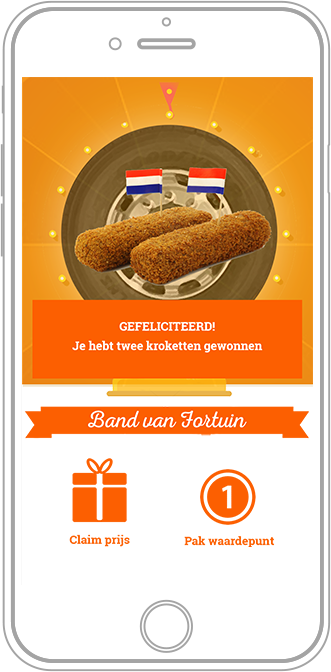 GEFELICITEERD!
Je hebt twee kroketten gewonnen
Band van Fortuin
1
Claim prijs
Pak waardepunt